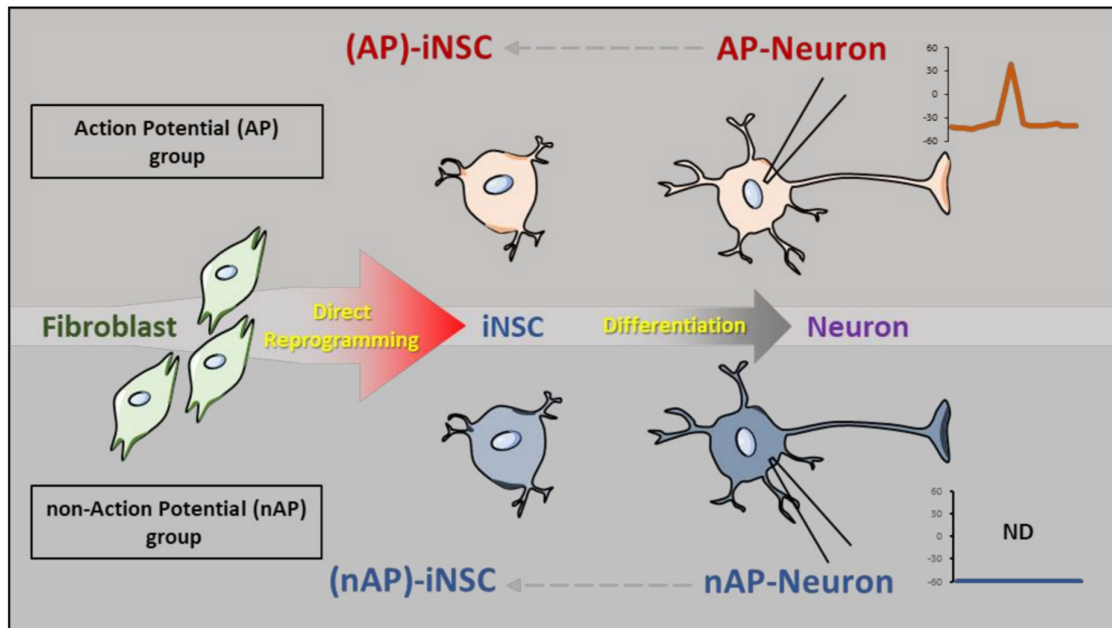 (AP)-iNSC
AP-Neuron
60
30
0
-30
-60
Action Potential (AP)
group
Fibroblast
Direct
Reprogramming
iNSC
Differentiation
Neuron
non-Action Potential (nAP)
group
60
30
0
-30
-60
ND
(nAP)-iNSC
nAP-Neuron